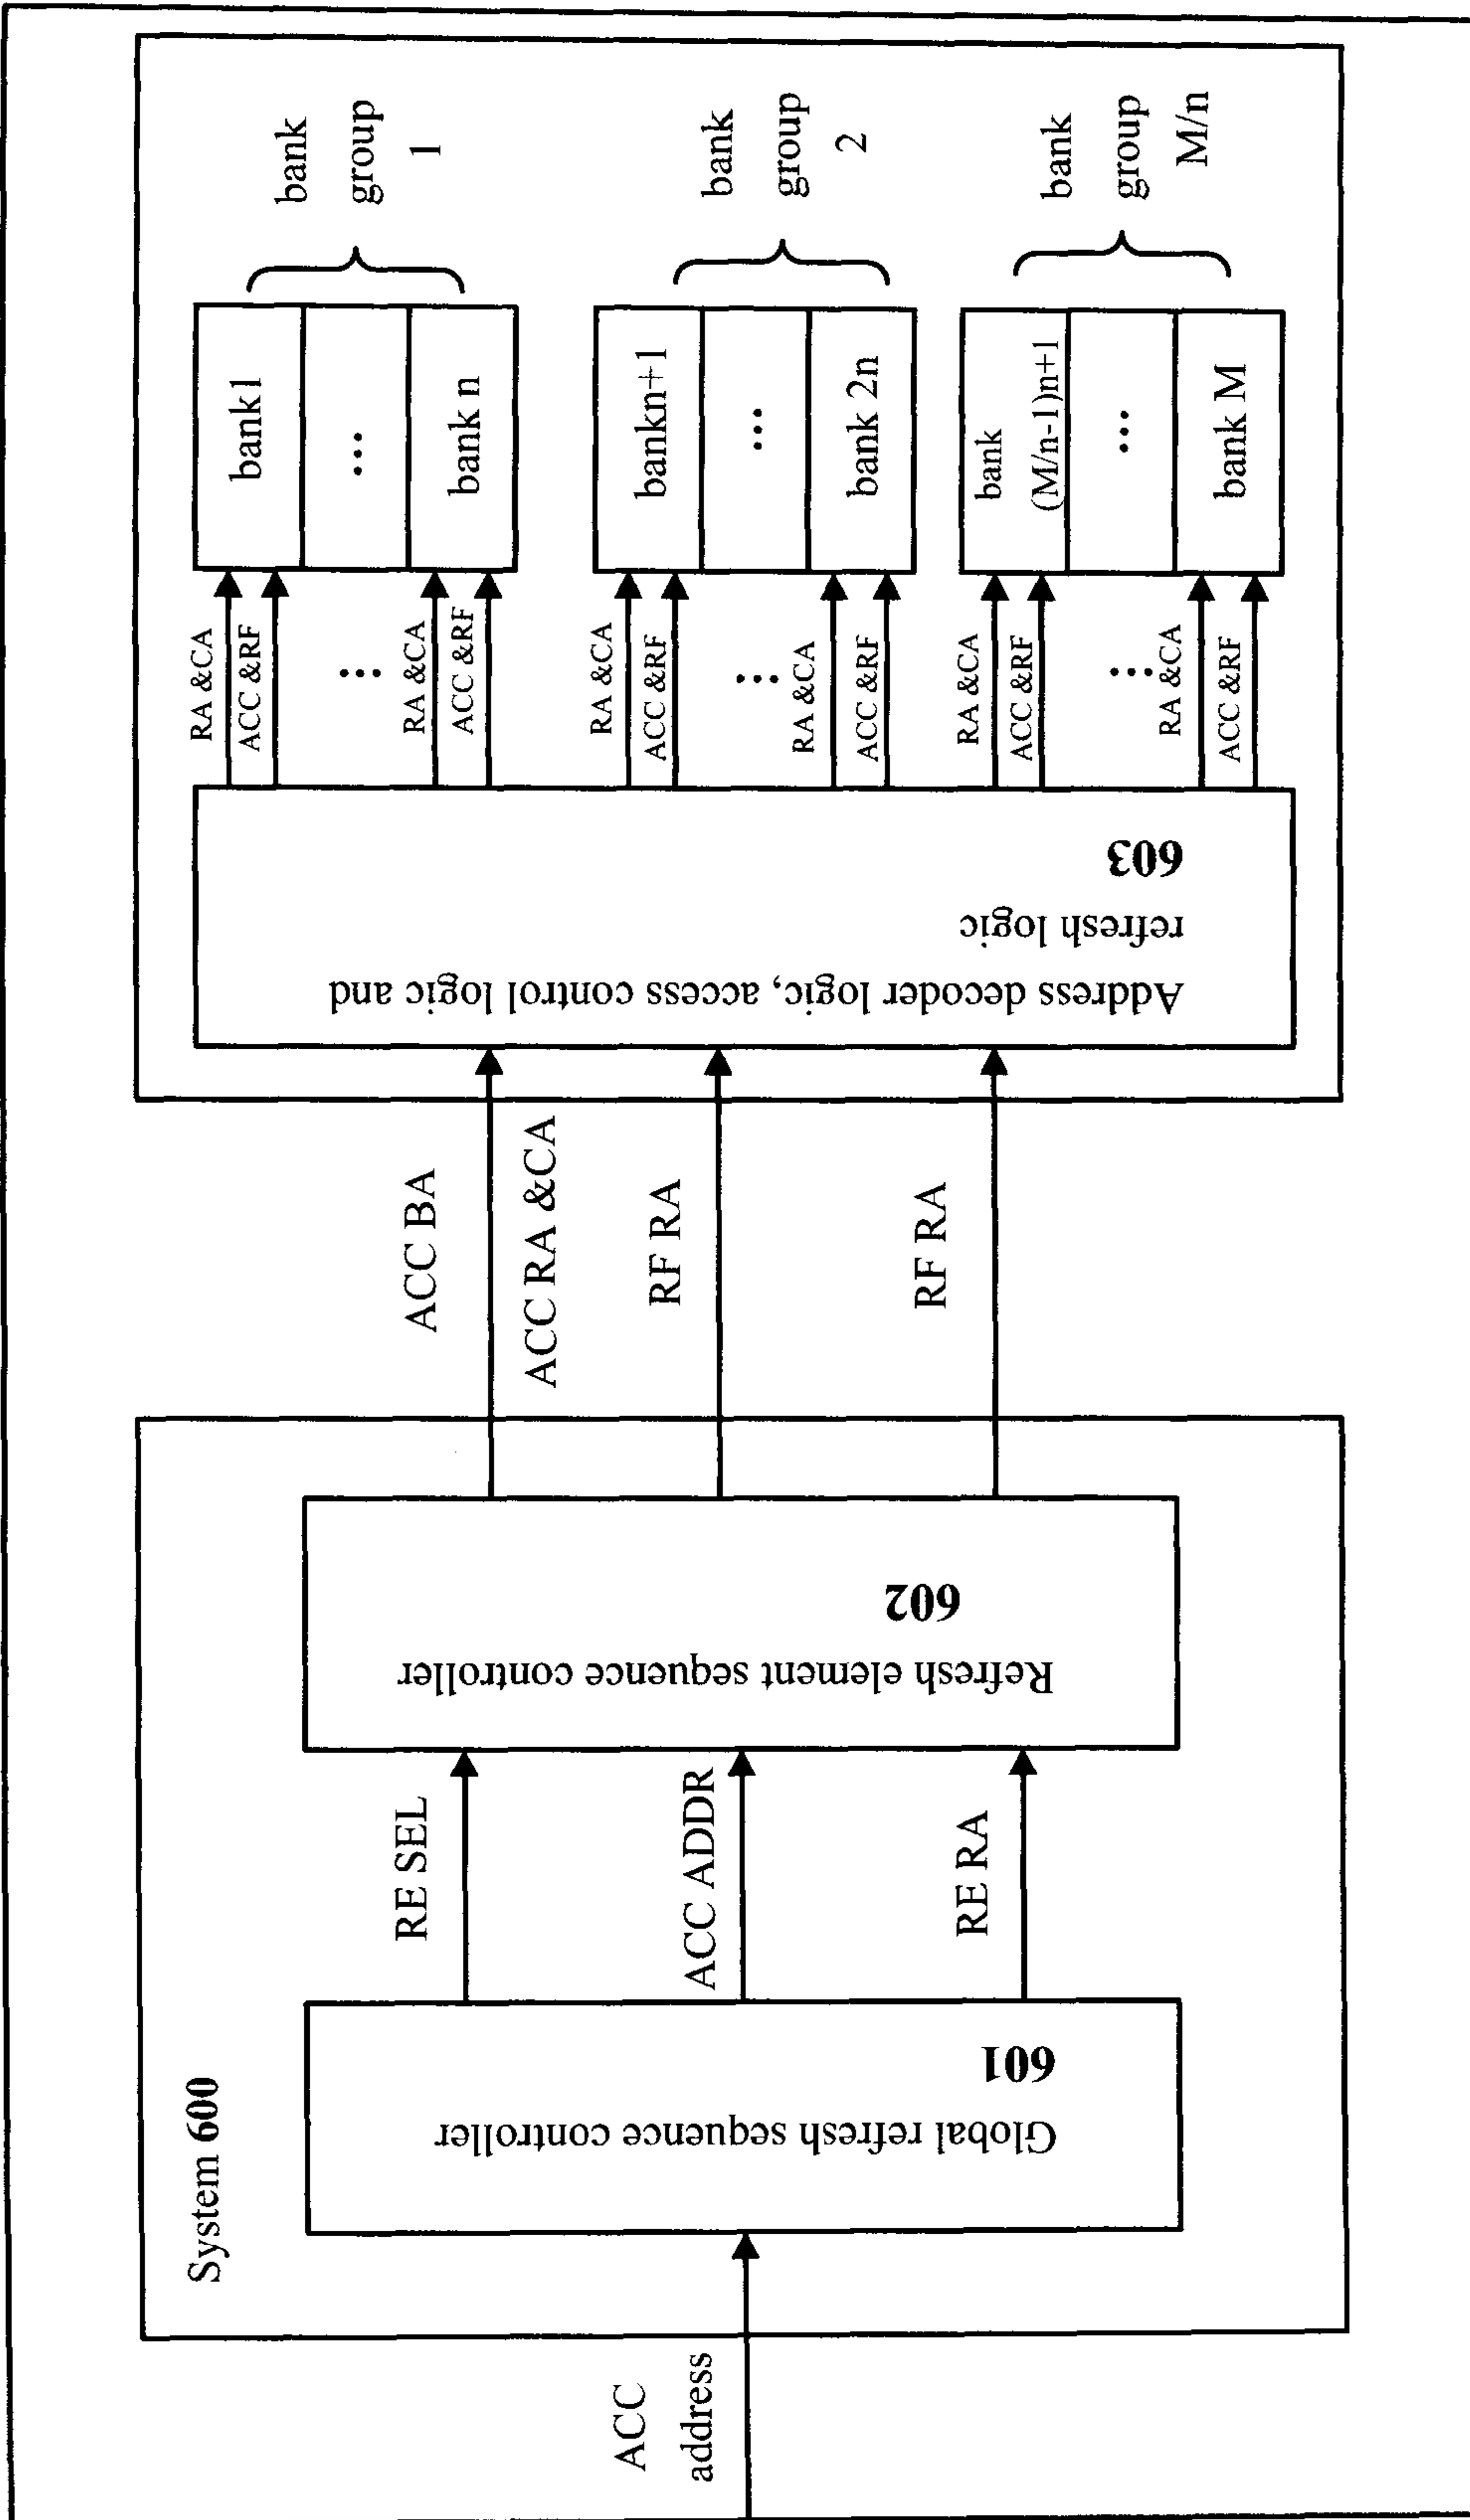 System 600
ACC
address
Global refresh sequence controller
601
RE SEL
ACC ADDR
RE RA
Refresh element sequence controller
602
ACC BA
ACC RA &CA
RF RA
RF RA
Address decoder logic, access control logic and
refresh logic
603
RA &CA
ACC &RF
...
RA &CA
ACC &RF
RA &CA
ACC &RF
...
RA &CA
ACC &RF
RA &CA
ACC &RF
...
RA &CA
ACC &RF
bank1
...
bank n
bankn+1
...
bank 2n
bank
(M/n-1)n+1
...
bank M
bank
group
1
bank
group
2
bank
group
M/n